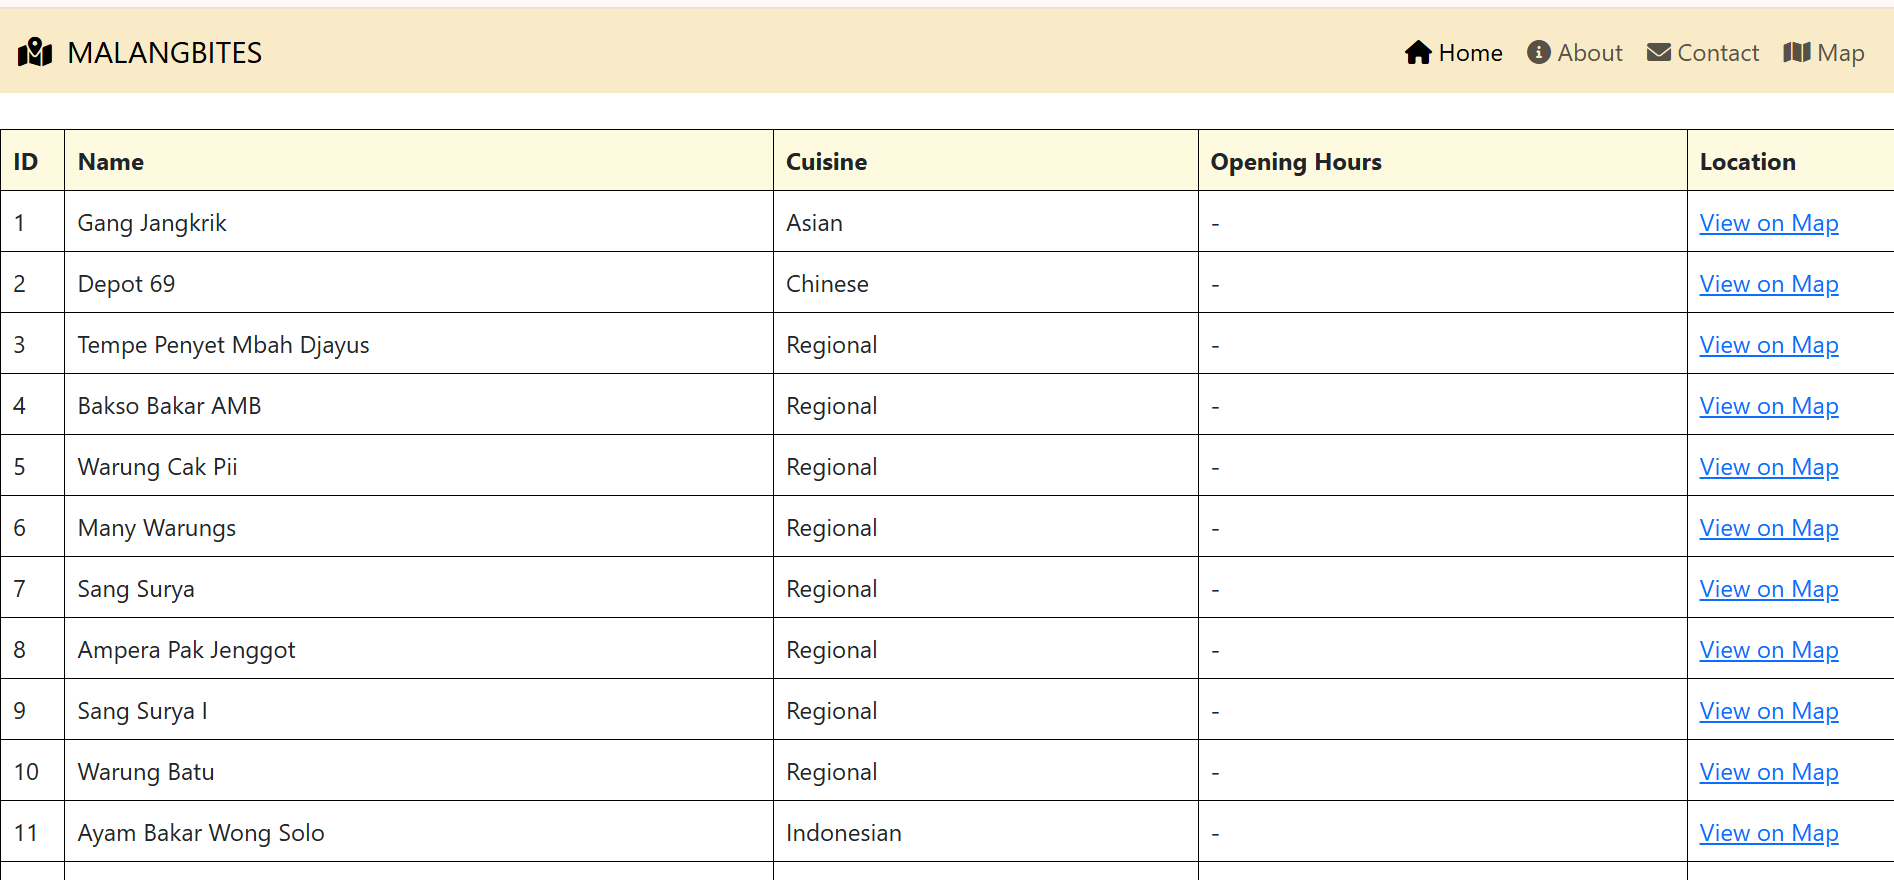 MALANGBITES Home About Contact Map
ID Name Cuisine Opening Hours Location
1 Gang Jangkrik Asian - View on Map
2 Depot 69 Chinese - View on Map
3 Tempe Penyet Mbah Djayus Regional - View on Map
4 Bakso Bakar AMB Regional - View on Map
5 Warung Cak Pii Regional - View on Map
6 Many Warungs Regional - View on Map
7 Sang Surya Regional - View on Map
8 Ampera Pak Jenggot Regional - View on Map
9 Sang Surya I Regional - View on Map
10 Warung Batu Regional - View on Map
11 Ayam Bakar Wong Solo Indonesian - View on Map